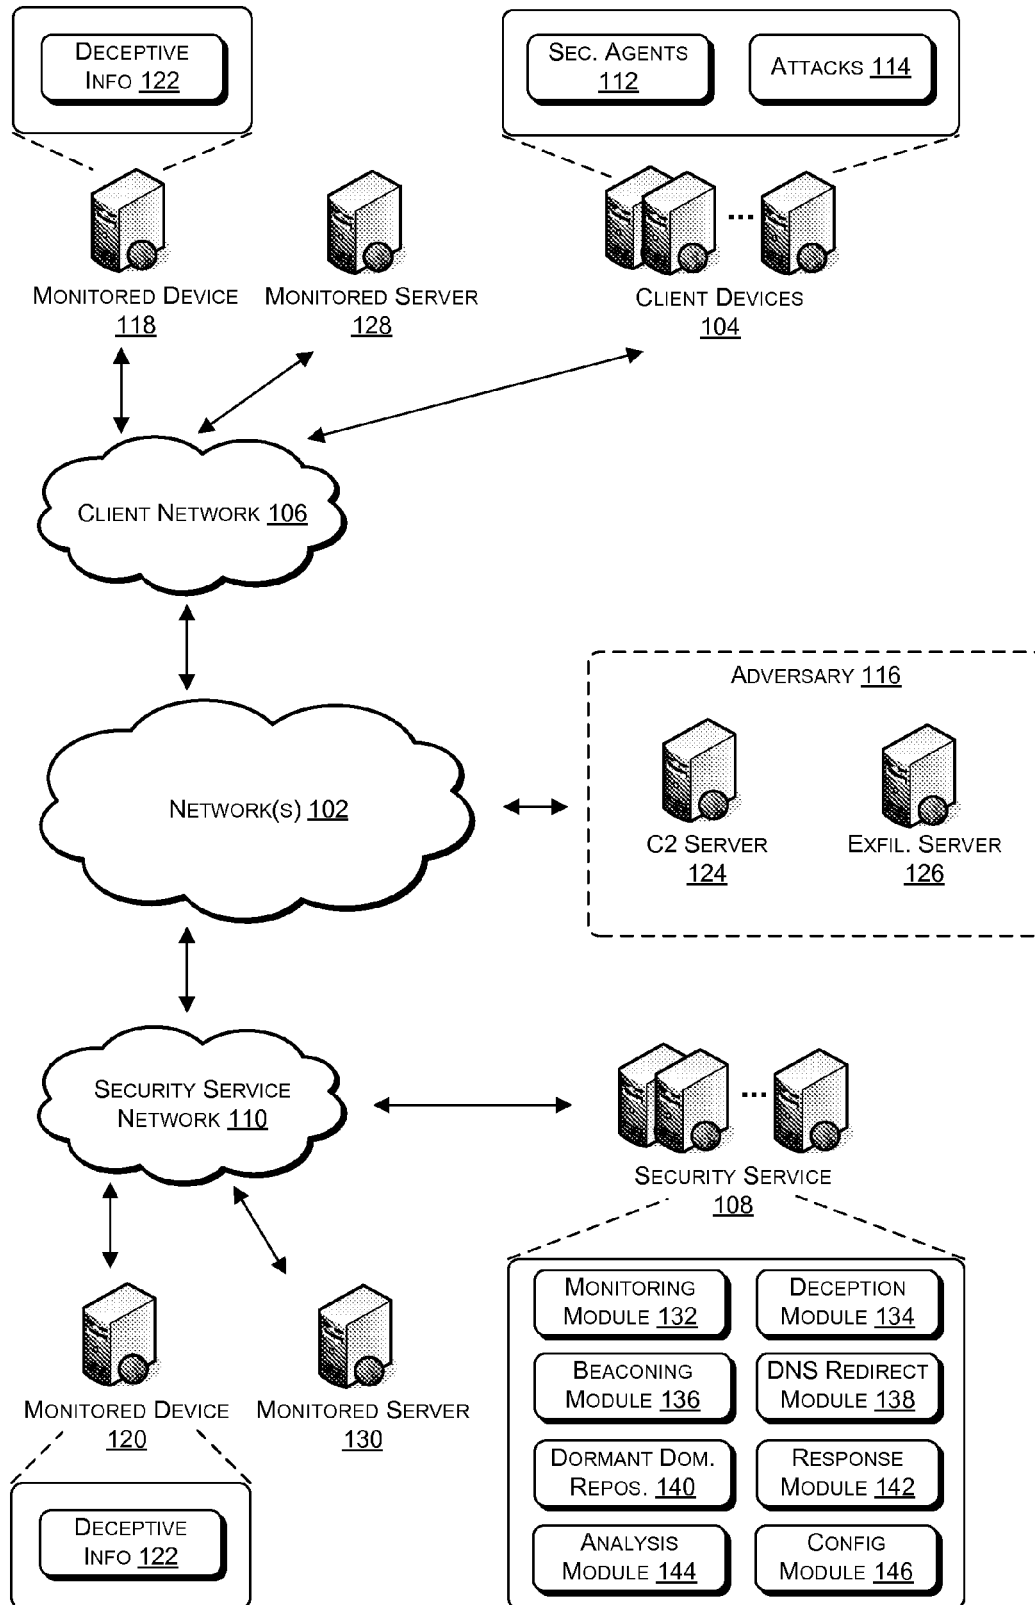 DECEPTIVE
INFO 122
SEC. AGENTS
112
ATTACKS 114
MONITORED DEVICE
118
MONITORED SERVER
128
...
CLIENT DEVICES
104
CLIENT NETWORK 106
ADVERSARY 116
NETWORK(S) 102
C2 SERVER
124
EXFIL. SERVER
126
SECURITY SERVICE
NETWORK 110
...
SECURITY SERVICE
108
MONITORED DEVICE
120
MONITORED SERVER
130
DECEPTIVE
INFO 122
MONITORING
MODULE 132
DECEPTION
MODULE 134
BEACONING
MODULE 136
DNS REDIRECT
MODULE 138
DORMANT DOM.
REPOS. 140
RESPONSE
MODULE 142
ANALYSIS
MODULE 144
CONFIG
MODULE 146